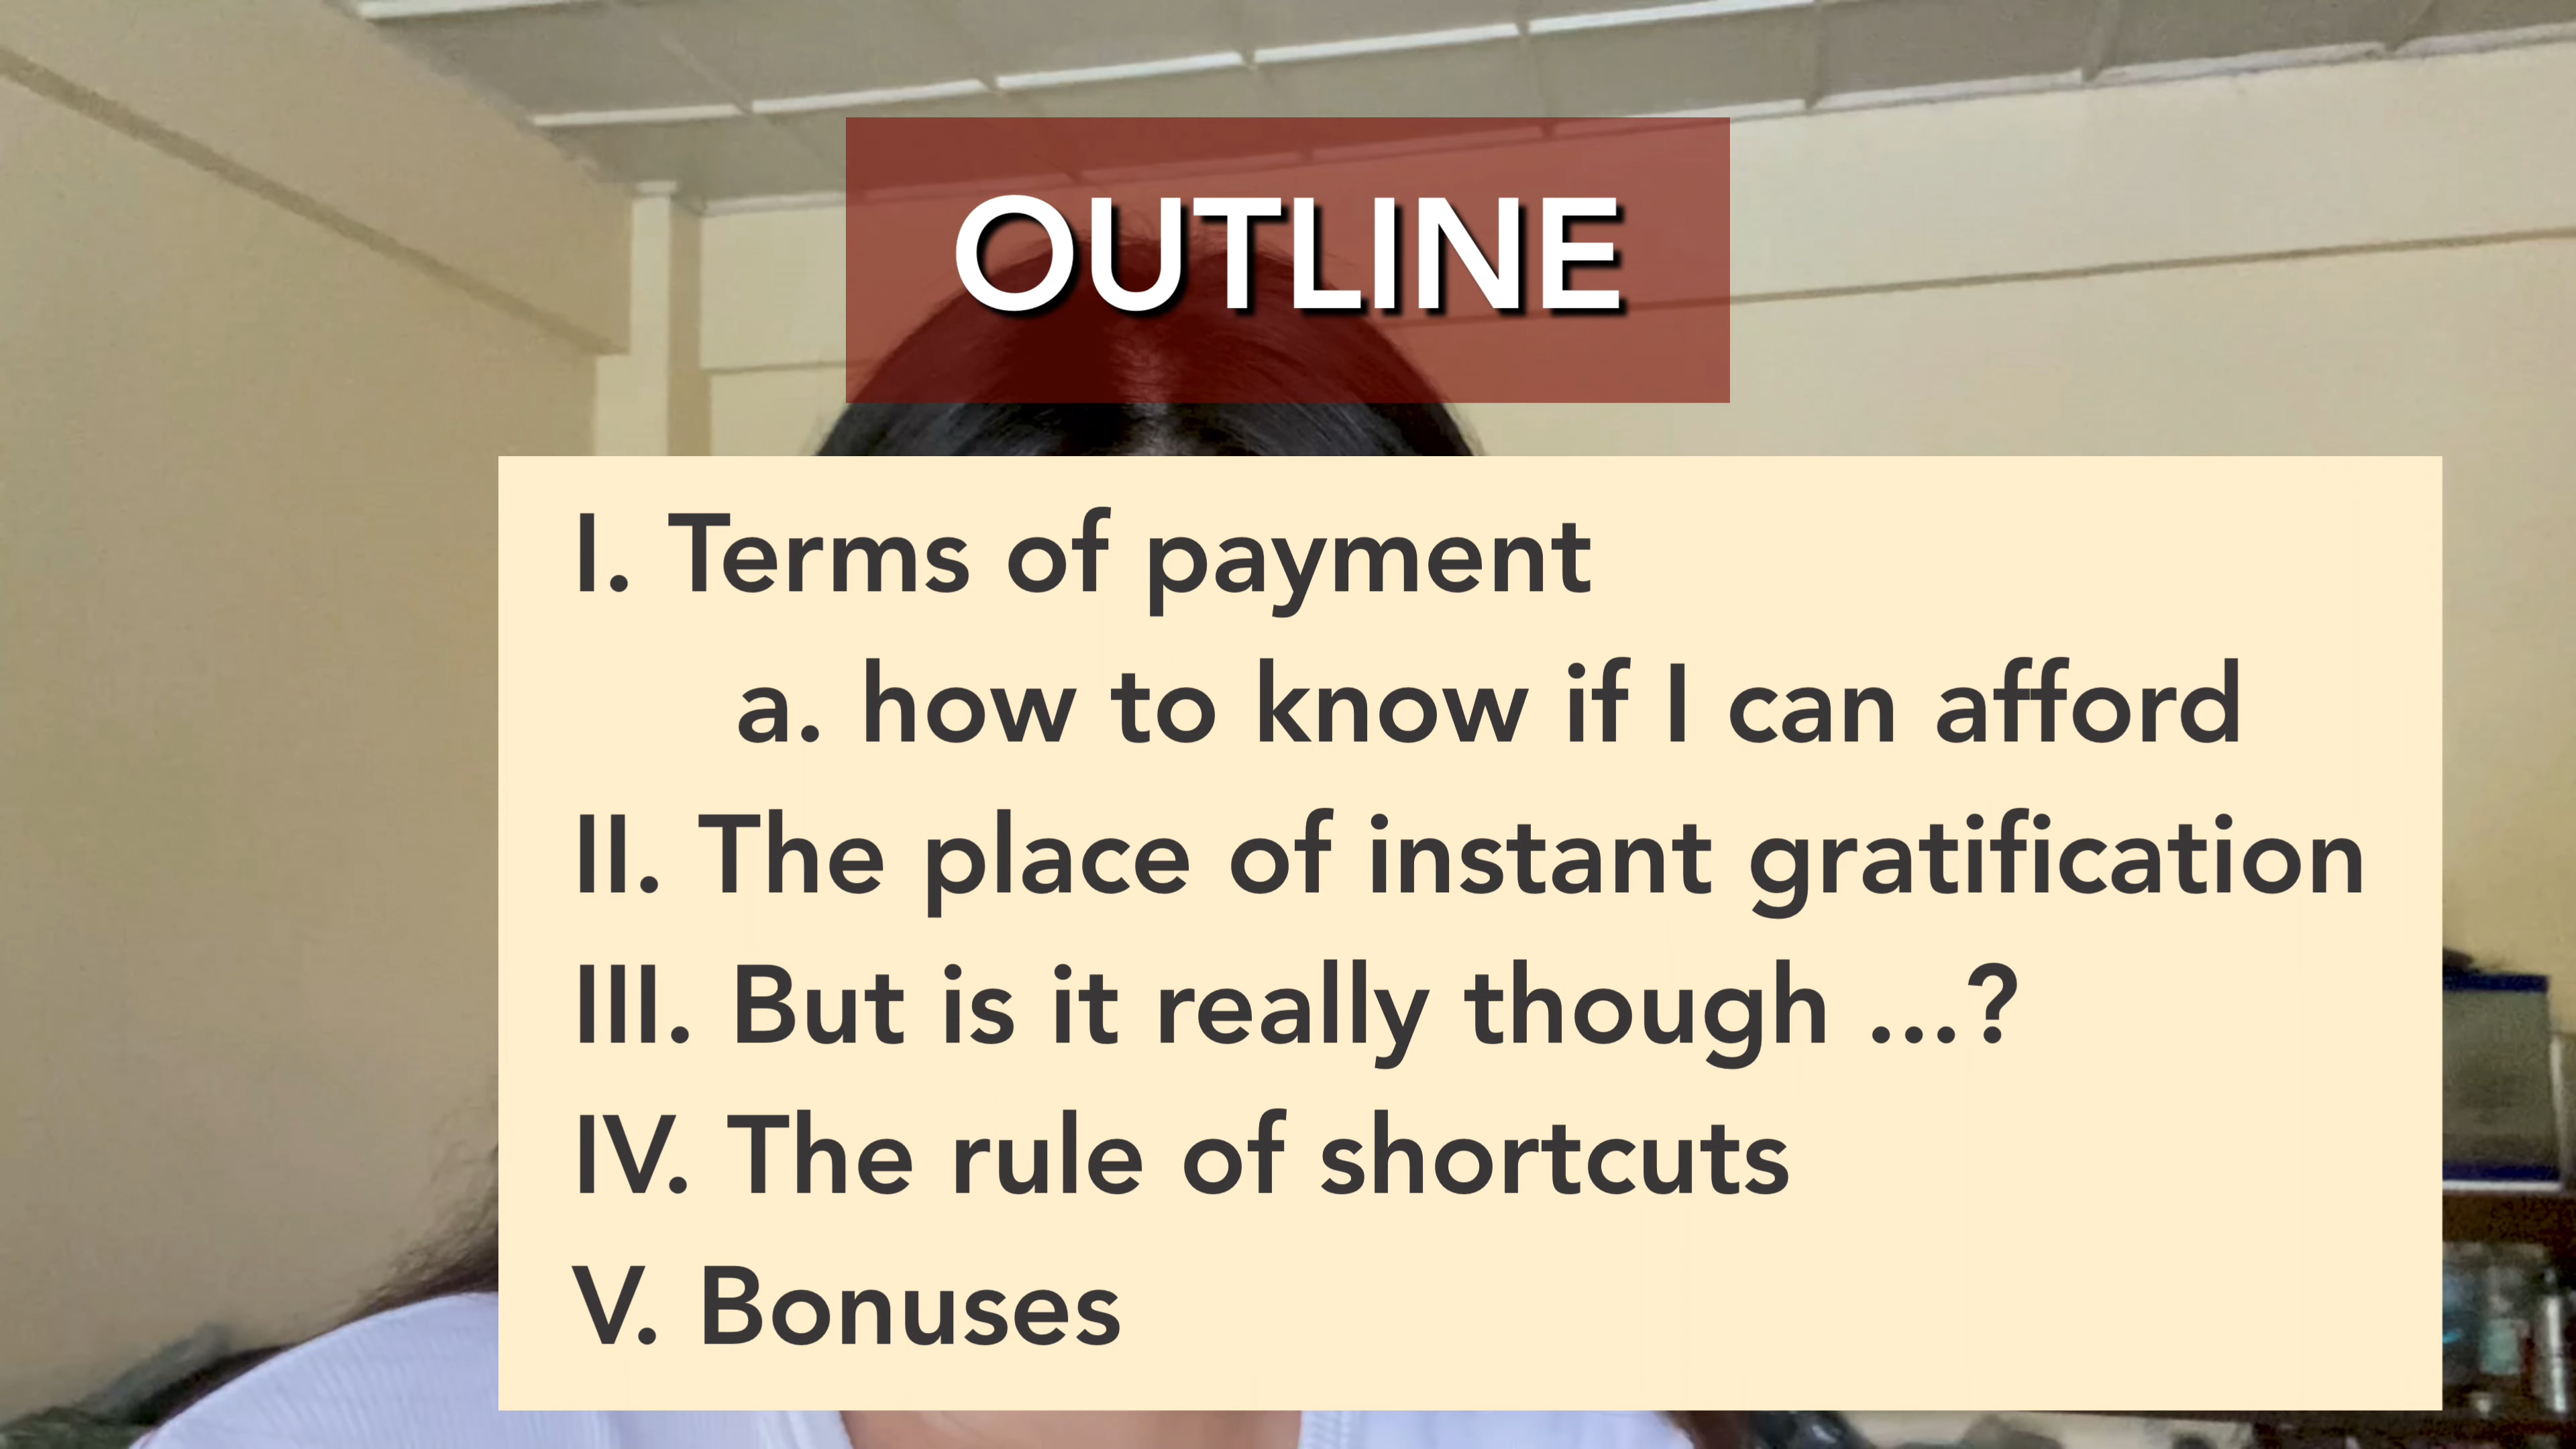 OUTLINE
I. Terms of payment
a. how to know if I can afford
II. The place of instant gratification
III. But is it really though ...?
IV. The rule of shortcuts
V. Bonuses